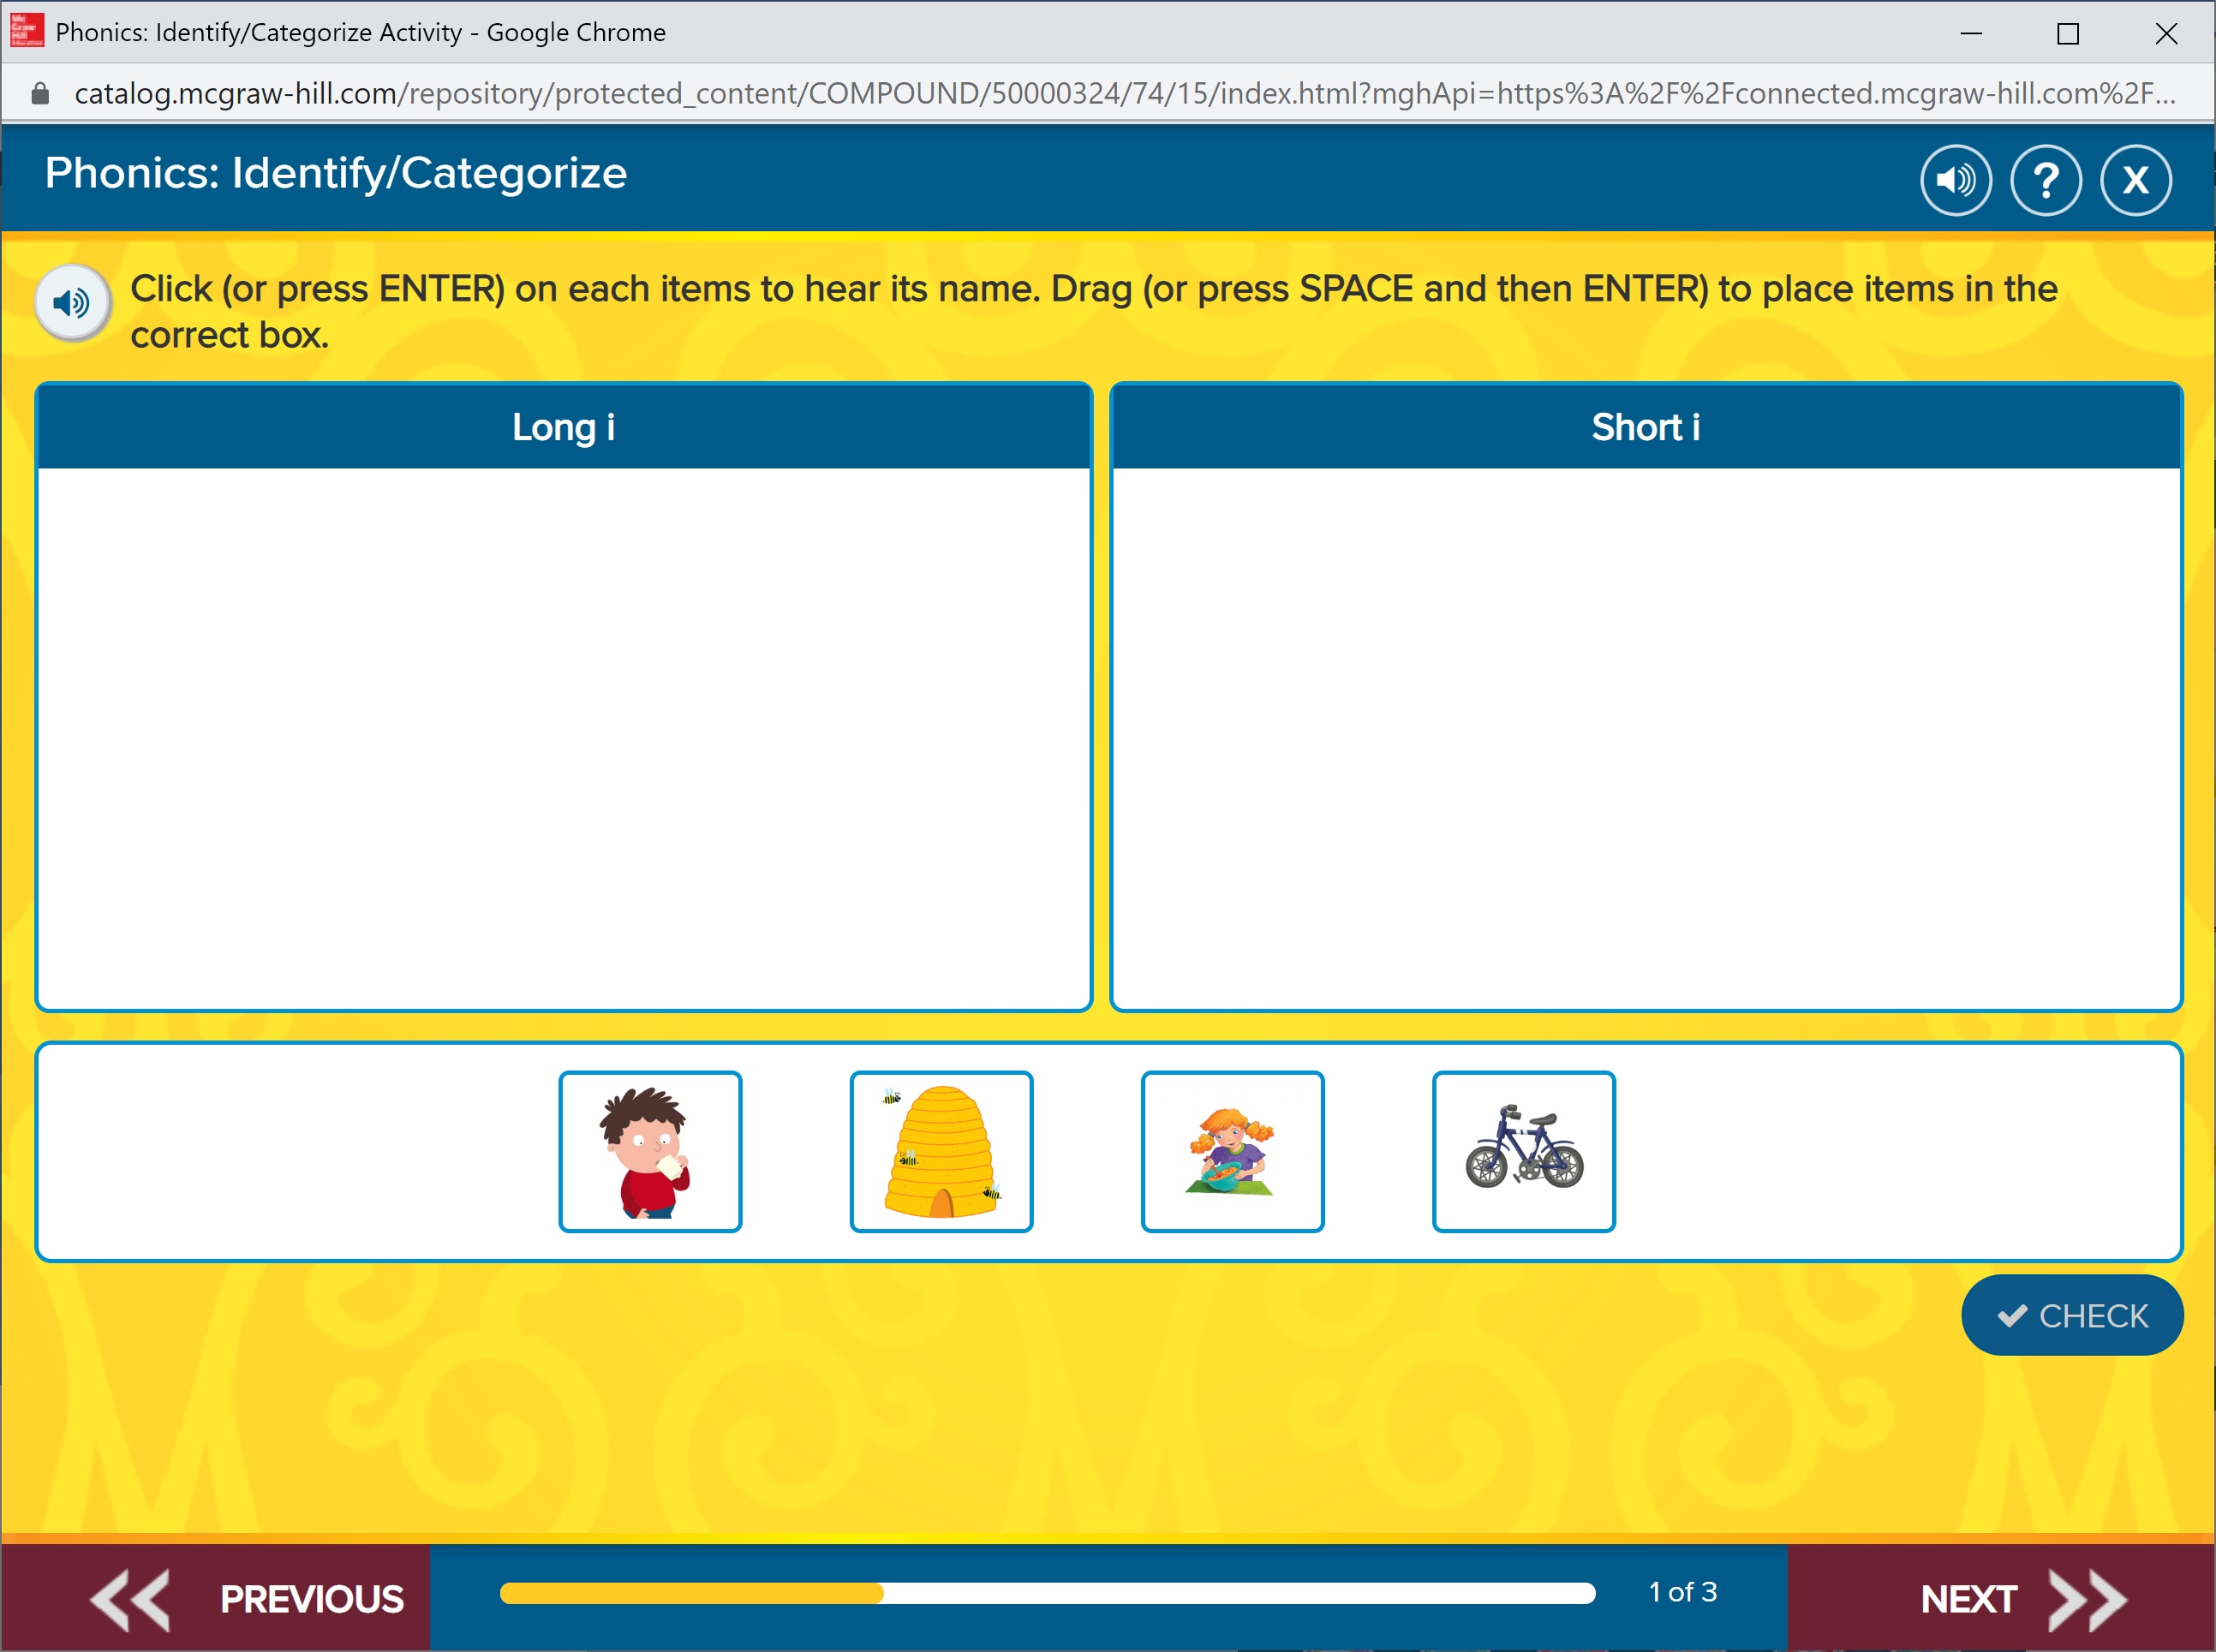 Phonics: Identify/Categorize Activity - Google Chrome
catalog.mcgraw-hill.com/repository/protected_content/COMPOUND/50000324/74/15/index.html?mghApi=https%3A%2F%2Fconnected.mcgraw-hill.com%2F...
Phonics: Identify/Categorize
? X
Click (or press ENTER) on each items to hear its name. Drag (or press SPACE and then ENTER) to place items in the
correct box.
Long i
Short i
CHECK
PREVIOUS
1 of 3
NEXT